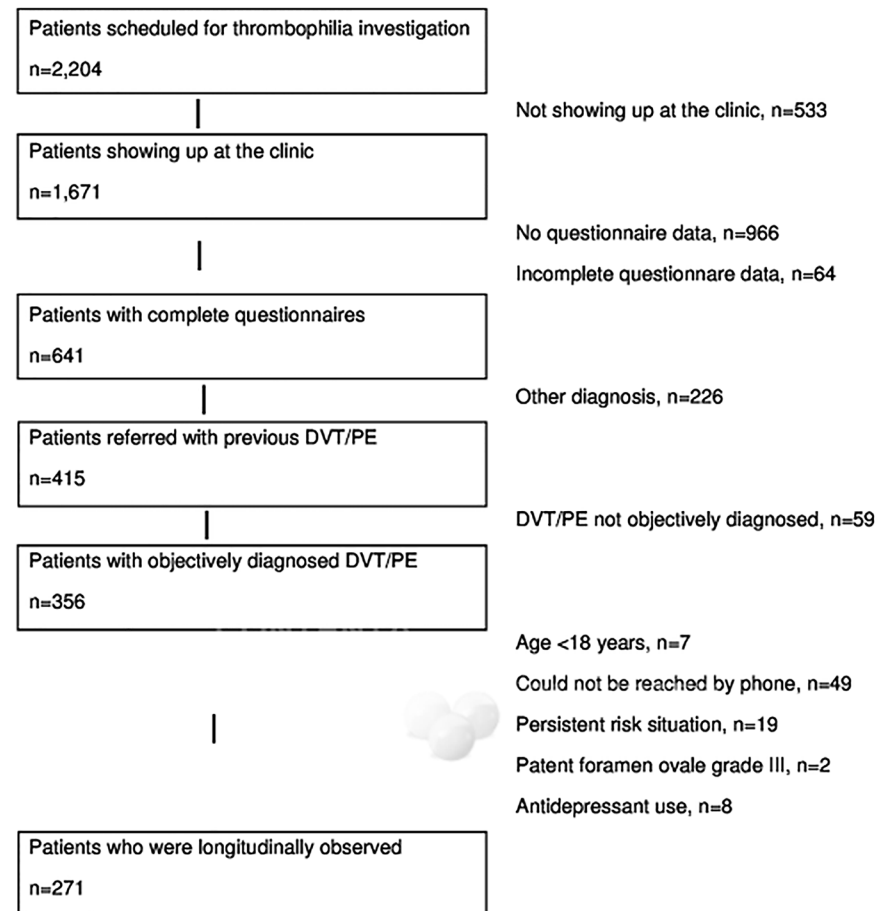 Patients scheduled for thrombophilia investigation
n=2,204
Not showing up at the clinic, n=533
Patients showing up at the clinic
n=1,671
No questionnaire data, n=966
Incomplete questionnare data, n=64
Patients with complete questionnaires
n=641
Other diagnosis, n=226
Patients referred with previous DVT/PE
n=415
DVT/PE not objectively diagnosed, n=59
Patients with objectively diagnosed DVT/PE
n=356
Age <18 years, n=7
Could not be reached by phone, n=49
Persistent risk situation, n=19
Patent foramen ovale grade III, n=2
Antidepressant use, n=8
Patients who were longitudinally observed
n=271